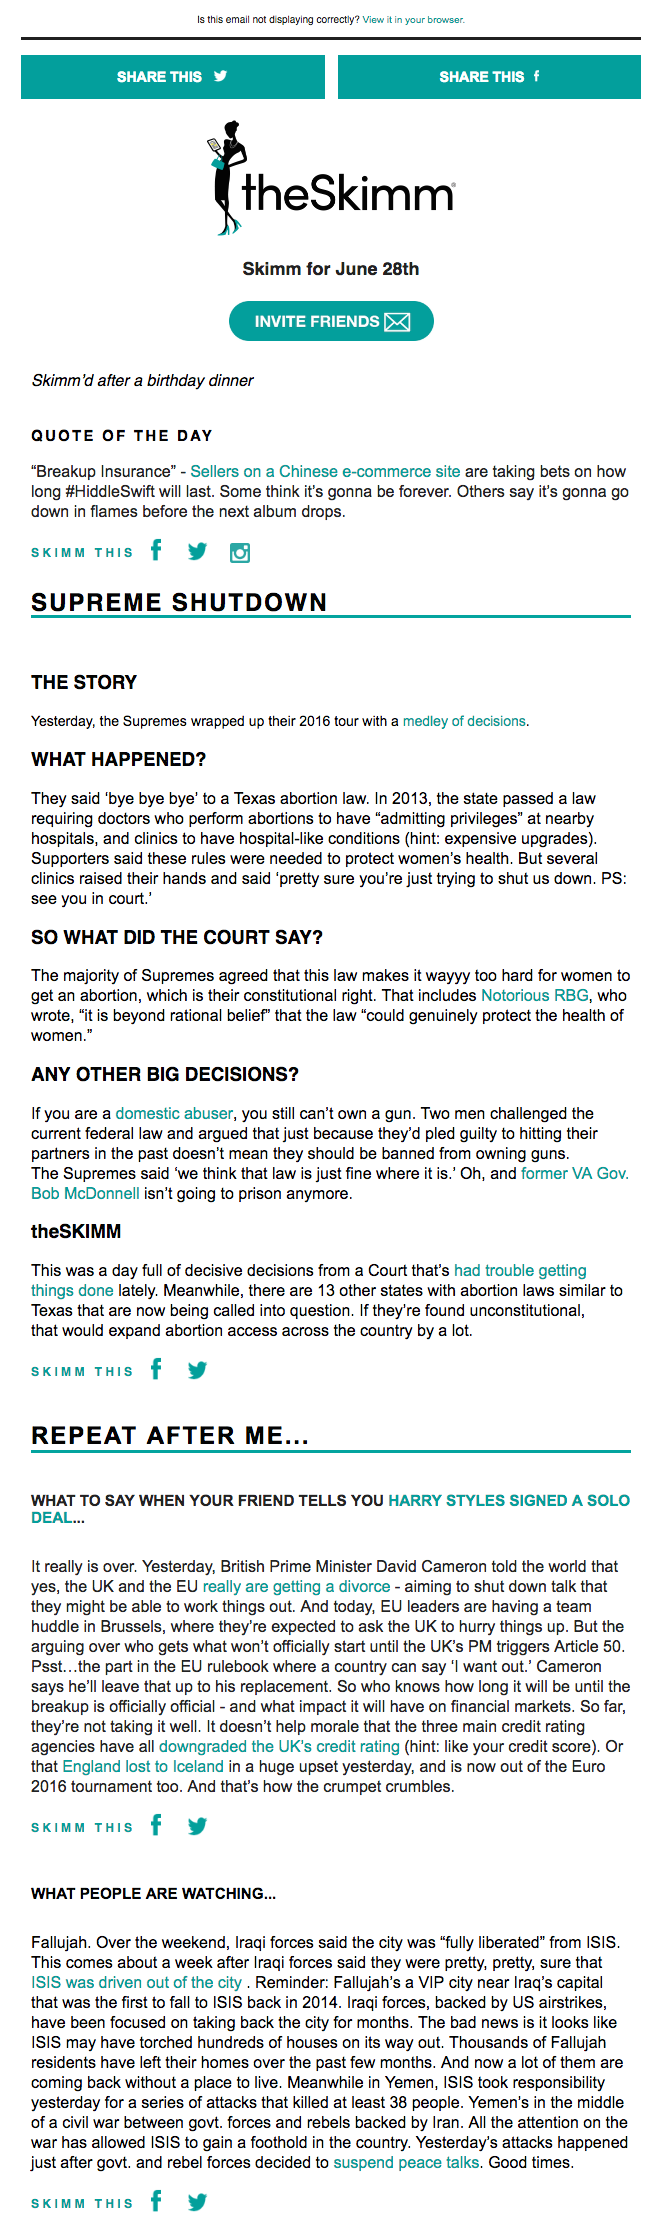 Is this email not displaying correctly? View it in your browser.
SHARE THIS
SHARE THIS
theSkimm®
Skimm for June 28th
INVITE FRIENDS
Skimm’d after a birthday dinner
QUOTE OF THE DAY
“Breakup Insurance” - Sellers on a Chinese e-commerce site are taking bets on how
long #HiddleSwift will last. Some think it’s gonna be forever. Others say it’s gonna go
down in flames before the next album drops.
SKIMM THIS
SUPREME SHUTDOWN
THE STORY
Yesterday, the Supremes wrapped up their 2016 tour with a medley of decisions.
WHAT HAPPENED?
They said ‘bye bye bye’ to a Texas abortion law. In 2013, the state passed a law
requiring doctors who perform abortions to have “admitting privileges” at nearby
hospitals, and clinics to have hospital-like conditions (hint: expensive upgrades).
Supporters said these rules were needed to protect women’s health. But several
clinics raised their hands and said ‘pretty sure you’re just trying to shut us down. PS:
see you in court.’
SO WHAT DID THE COURT SAY?
The majority of Supremes agreed that this law makes it wayyy too hard for women to
get an abortion, which is their constitutional right. That includes Notorious RBG, who
wrote, “it is beyond rational belief” that the law “could genuinely protect the health of
women.”
ANY OTHER BIG DECISIONS?
If you are a domestic abuser, you still can’t own a gun. Two men challenged the
current federal law and argued that just because they’d pled guilty to hitting their
partners in the past doesn’t mean they should be banned from owning guns.
The Supremes said ‘we think that law is just fine where it is.’ Oh, and former VA Gov.
Bob McDonnell isn’t going to prison anymore.
theSKIMM
This was a day full of decisive decisions from a Court that’s had trouble getting
things done lately. Meanwhile, there are 13 other states with abortion laws similar to
Texas that are now being called into question. If they’re found unconstitutional,
that would expand abortion access across the country by a lot.
SKIMM THIS
REPEAT AFTER ME...
WHAT TO SAY WHEN YOUR FRIEND TELLS YOU HARRY STYLES SIGNED A SOLO
DEAL...
It really is over. Yesterday, British Prime Minister David Cameron told the world that
yes, the UK and the EU really are getting a divorce - aiming to shut down talk that
they might be able to work things out. And today, EU leaders are having a team
huddle in Brussels, where they’re expected to ask the UK to hurry things up. But the
arguing over who gets what won’t officially start until the UK’s PM triggers Article 50.
Psst…the part in the EU rulebook where a country can say ‘I want out.’ Cameron
says he’ll leave that up to his replacement. So who knows how long it will be until the
breakup is officially official - and what impact it will have on financial markets. So far,
they’re not taking it well. It doesn’t help morale that the three main credit rating
agencies have all downgraded the UK’s credit rating (hint: like your credit score). Or
that England lost to Iceland in a huge upset yesterday, and is now out of the Euro
2016 tournament too. And that’s how the crumpet crumbles.
SKIMM THIS
WHAT PEOPLE ARE WATCHING...
Fallujah. Over the weekend, Iraqi forces said the city was “fully liberated” from ISIS.
This comes about a week after Iraqi forces said they were pretty, pretty, sure that
ISIS was driven out of the city . Reminder: Fallujah’s a VIP city near Iraq’s capital
that was the first to fall to ISIS back in 2014. Iraqi forces, backed by US airstrikes,
have been focused on taking back the city for months. The bad news is it looks like
ISIS may have torched hundreds of houses on its way out. Thousands of Fallujah
residents have left their homes over the past few months. And now a lot of them are
coming back without a place to live. Meanwhile in Yemen, ISIS took responsibility
yesterday for a series of attacks that killed at least 38 people. Yemen’s in the middle
of a civil war between govt. forces and rebels backed by Iran. All the attention on the
war has allowed ISIS to gain a foothold in the country. Yesterday’s attacks happened
just after govt. and rebel forces decided to suspend peace talks. Good times.
SKIMM THIS